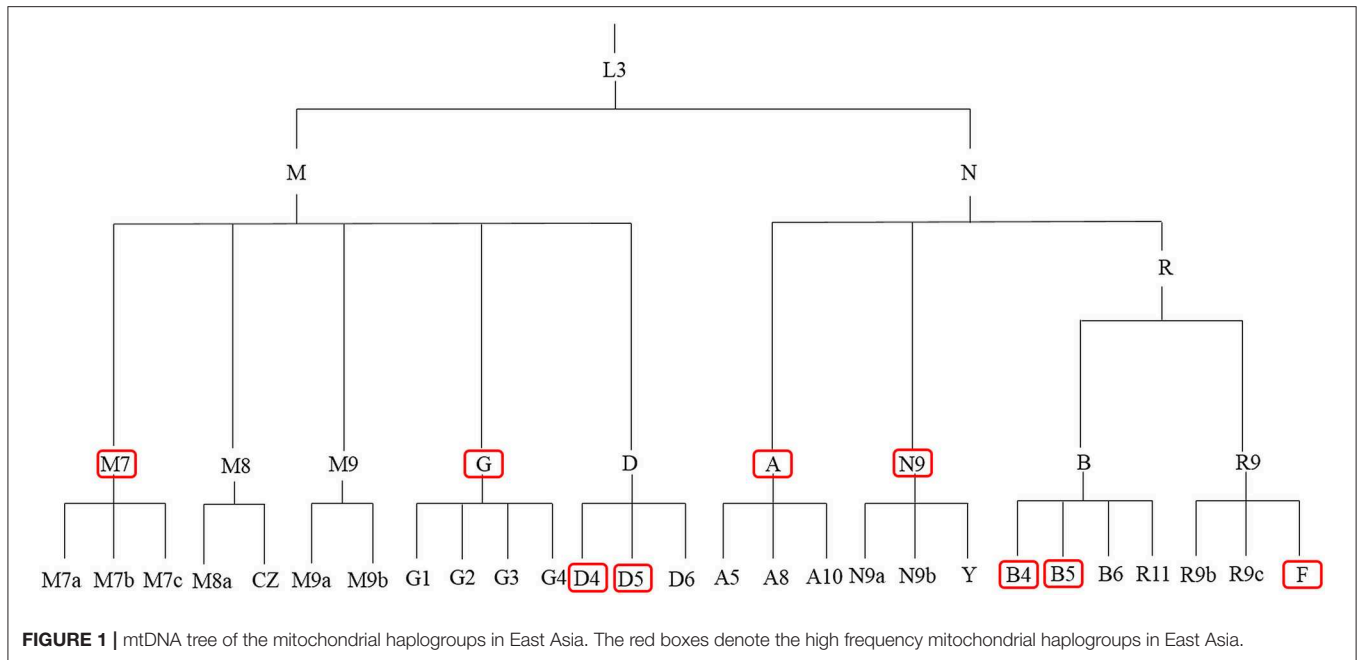 L3
M N
R
M7 M8 M9 G D A N9 B R9
M7a M7b M7c M8a CZ M9a M9b G1 G2 G3 G4 D4 D5 D6 A5 A8 A10 N9a N9b Y B4 B5 B6 R11 R9b R9c F
FIGURE 1 | mtDNA tree of the mitochondrial haplogroups in East Asia. The red boxes denote the high frequency mitochondrial haplogroups in East Asia.